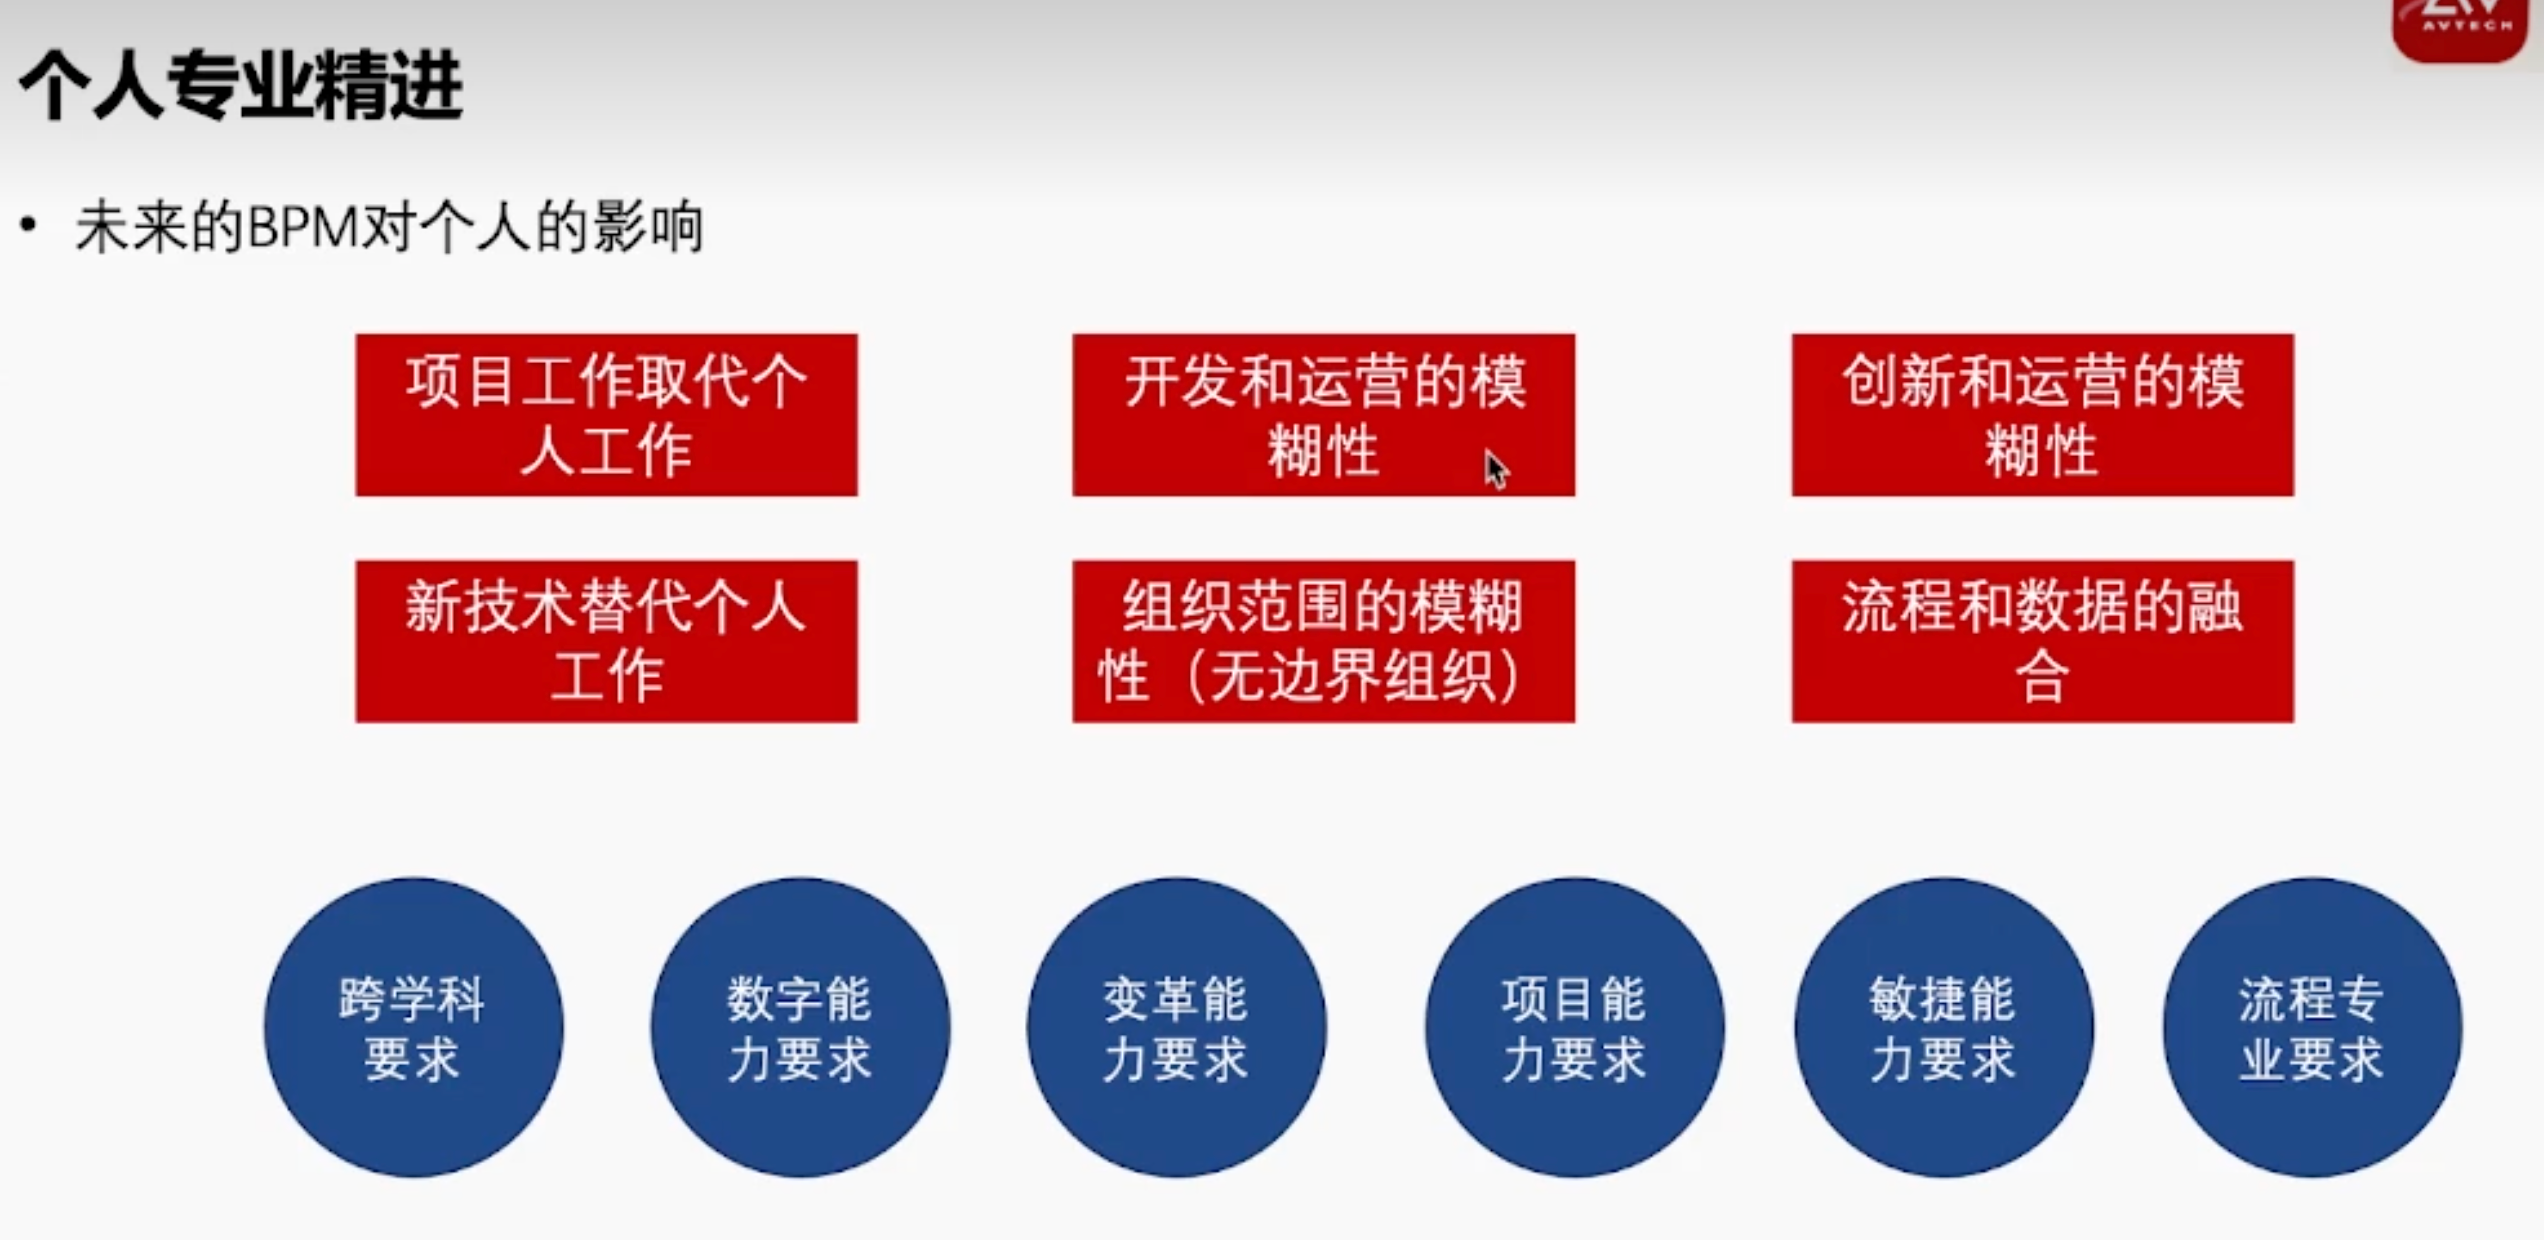 AVTECH
个人专业精进
• 未来的BPM对个人的影响
项目工作取代个
人工作
开发和运营的模
糊性
创新和运营的模
糊性
新技术替代个人
工作
组织范围的模糊
性（无边界组织）
流程和数据的融
合
跨学科
要求
数字能
力要求
变革能
力要求
项目能
力要求
敏捷能
力要求
流程专
业要求